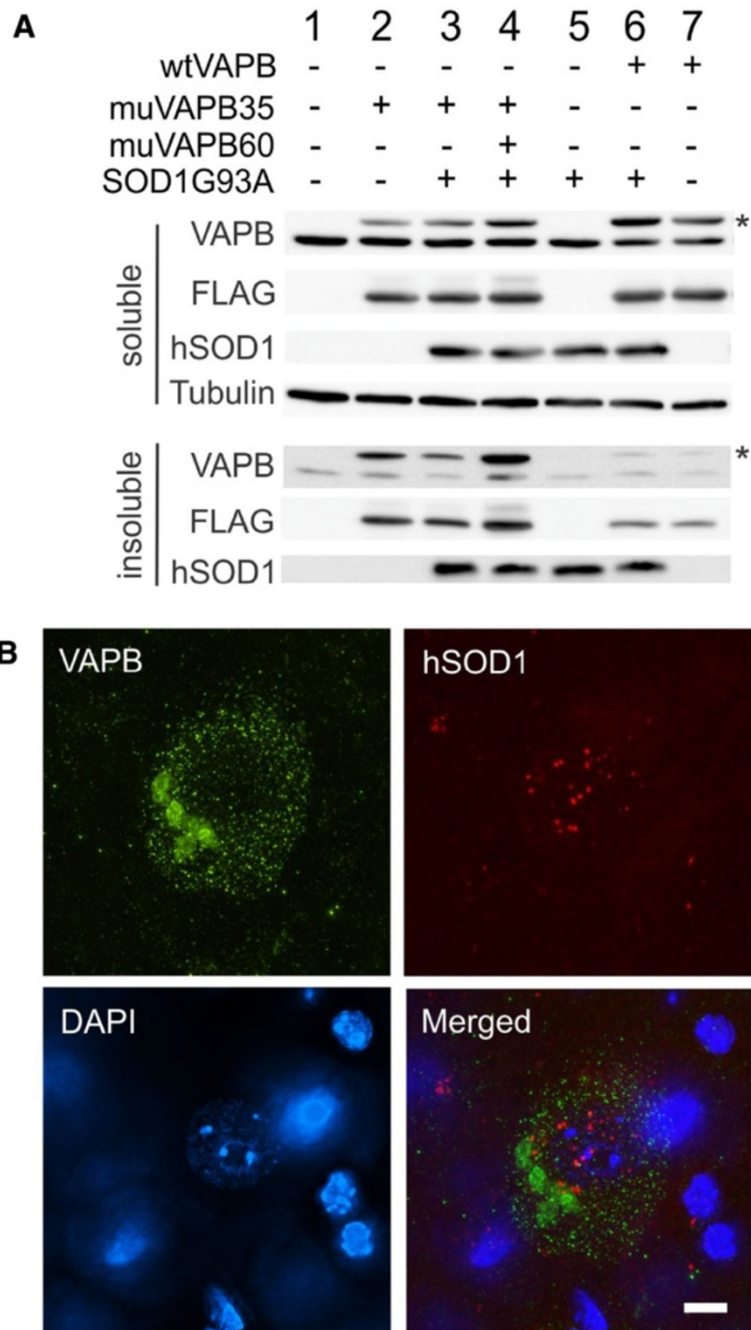 A 1 2 3 4 5 6 7
wtVAPB - - - - - + +
muVAPB35 - + + + - - -
muVAPB60 - - - + - - -
SOD1G93A - - + + + + -
soluble
VAPB *
FLAG
hSOD1
Tubulin
insoluble
VAPB *
FLAG
hSOD1
B VAPB hSOD1
DAPI Merged